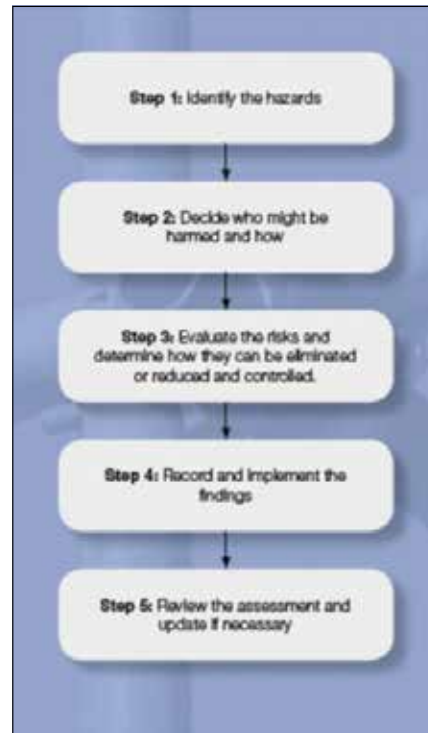 Step 1: Identify the hazards
Step 2: Decide who might be
harmed and how
Step 3: Evaluate the risks and
determine how they can be eliminated
or reduced and controlled.
Step 4: Record and implement the
findings
Step 5: Review the assessment and
update if necessary